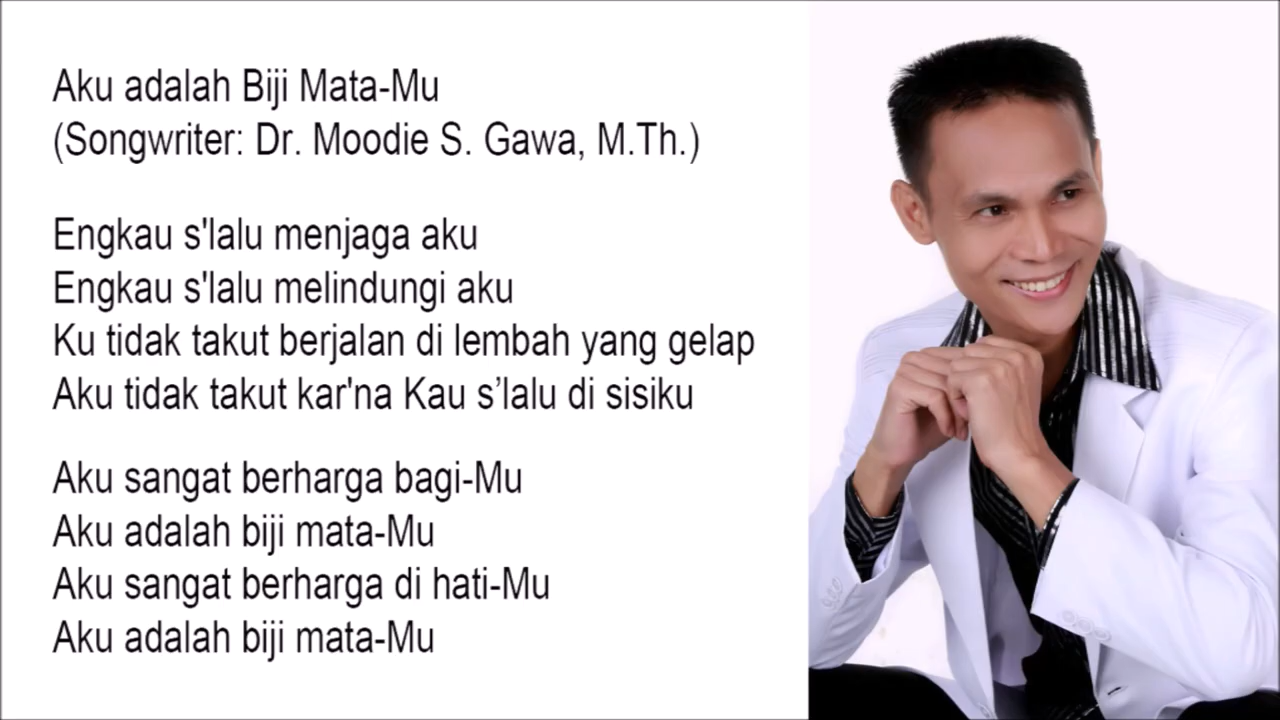 Aku adalah Biji Mata-Mu
(Songwriter: Dr. Moodie S. Gawa, M.Th.)
Engkau s'lalu menjaga aku
Engkau s'lalu melindungi aku
Ku tidak takut berjalan di lembah yang gelap
Aku tidak takut kar'na Kau s’lalu di sisiku
Aku sangat berharga bagi-Mu
Aku adalah biji mata-Mu
Aku sangat berharga di hati-Mu
Aku adalah biji mata-Mu